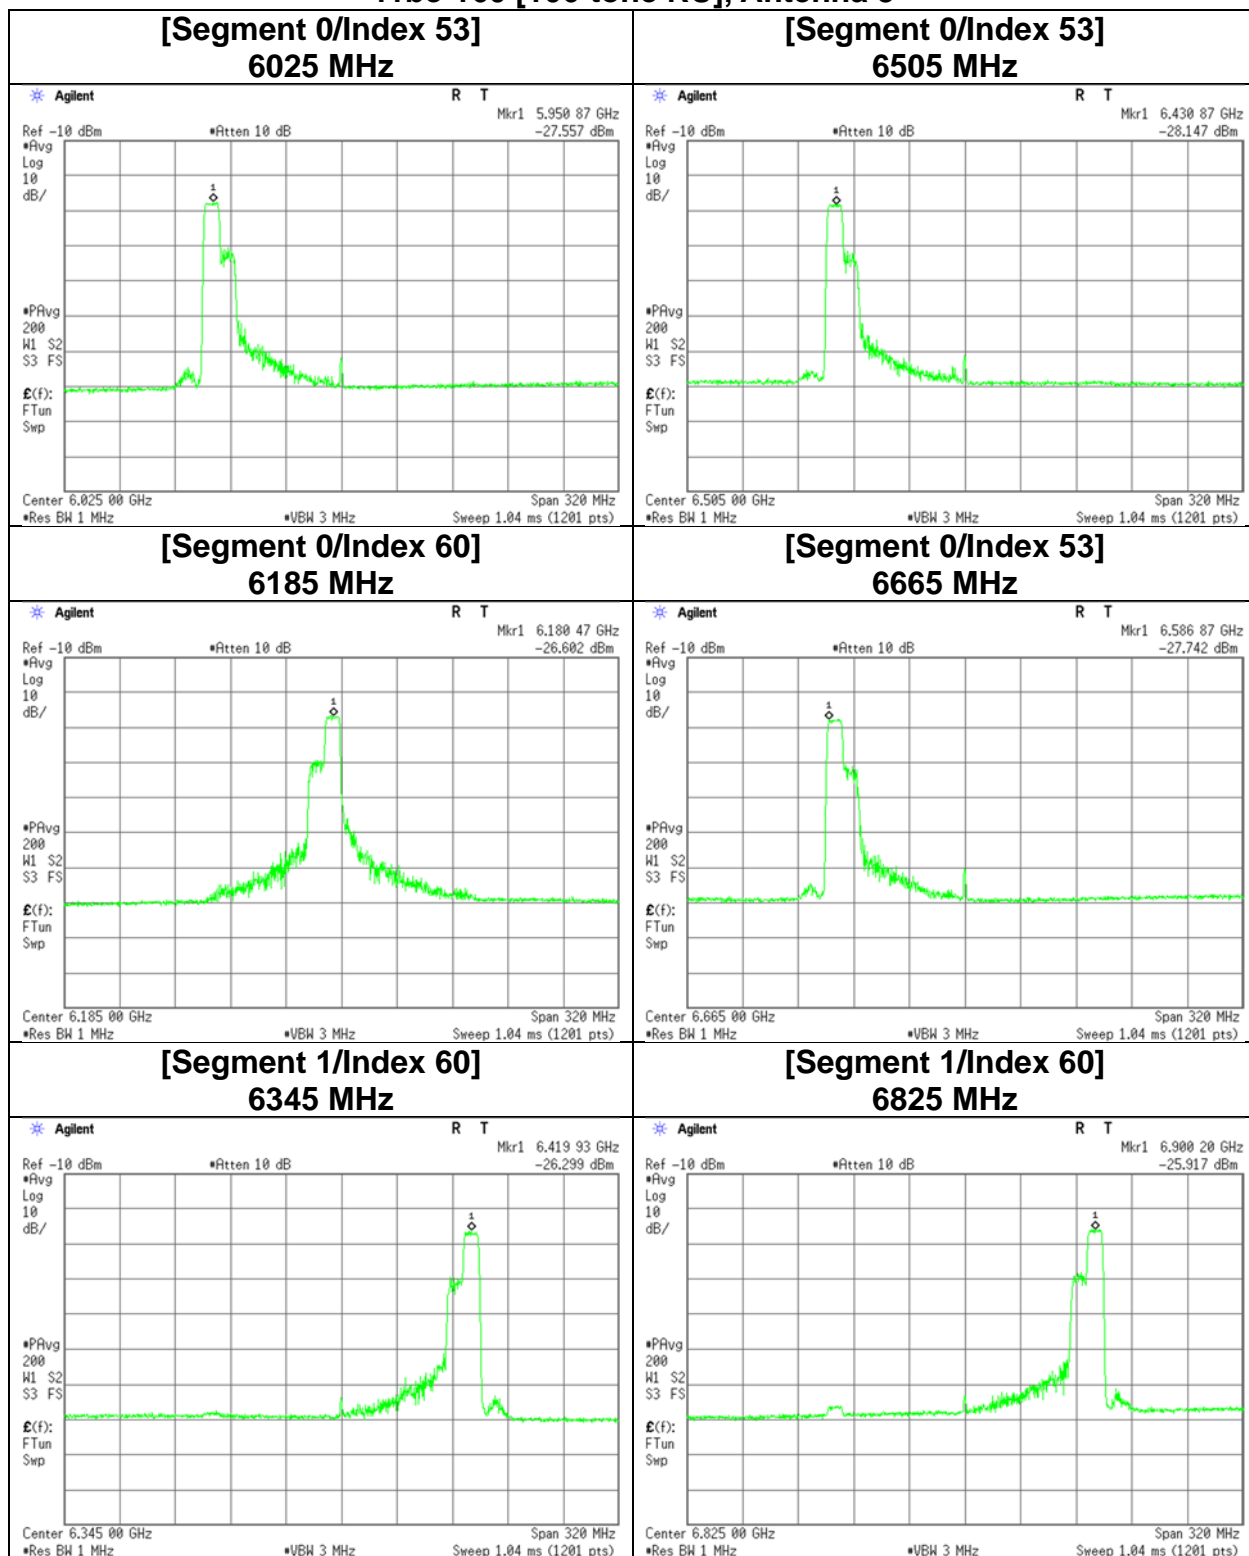 [Segment 0/Index 53]
6025 MHz
Agilent
R T
Mkr1 5.950 87 GHz
Ref -10 dBm
#Atten 10 dB
-27.557 dBm
#Avg
Log
10
dB/
1
#PAvg
200
W1 S2
S3 FS
£(f):
FTun
Swp
Center 6.025 00 GHz
Span 320 MHz
#Res BW 1 MHz
#VBW 3 MHz
Sweep 1.04 ms (1201 pts)
[Segment 0/Index 53]
6505 MHz
Agilent
R T
Mkr1 6.430 87 GHz
Ref -10 dBm
#Atten 10 dB
-28.147 dBm
#Avg
Log
10
dB/
1
#PAvg
200
W1 S2
S3 FS
£(f):
FTun
Swp
Center 6.505 00 GHz
Span 320 MHz
#Res BW 1 MHz
#VBW 3 MHz
Sweep 1.04 ms (1201 pts)
[Segment 0/Index 60]
6185 MHz
Agilent
R T
Mkr1 6.180 47 GHz
Ref -10 dBm
#Atten 10 dB
-26.602 dBm
#Avg
Log
10
dB/
1
#PAvg
200
W1 S2
S3 FS
£(f):
FTun
Swp
Center 6.185 00 GHz
Span 320 MHz
#Res BW 1 MHz
#VBW 3 MHz
Sweep 1.04 ms (1201 pts)
[Segment 0/Index 53]
6665 MHz
Agilent
R T
Mkr1 6.586 87 GHz
Ref -10 dBm
#Atten 10 dB
-27.742 dBm
#Avg
Log
10
dB/
1
#PAvg
200
W1 S2
S3 FS
£(f):
FTun
Swp
Center 6.665 00 GHz
Span 320 MHz
#Res BW 1 MHz
#VBW 3 MHz
Sweep 1.04 ms (1201 pts)
[Segment 1/Index 60]
6345 MHz
Agilent
R T
Mkr1 6.419 93 GHz
Ref -10 dBm
#Atten 10 dB
-26.299 dBm
#Avg
Log
10
dB/
1
#PAvg
200
W1 S2
S3 FS
£(f):
FTun
Swp
Center 6.345 00 GHz
Span 320 MHz
#Res BW 1 MHz
#VBW 3 MHz
Sweep 1.04 ms (1201 pts)
[Segment 1/Index 60]
6825 MHz
Agilent
R T
Mkr1 6.900 20 GHz
Ref -10 dBm
#Atten 10 dB
-25.917 dBm
#Avg
Log
10
dB/
1
#PAvg
200
W1 S2
S3 FS
£(f):
FTun
Swp
Center 6.825 00 GHz
Span 320 MHz
#Res BW 1 MHz
#VBW 3 MHz
Sweep 1.04 ms (1201 pts)